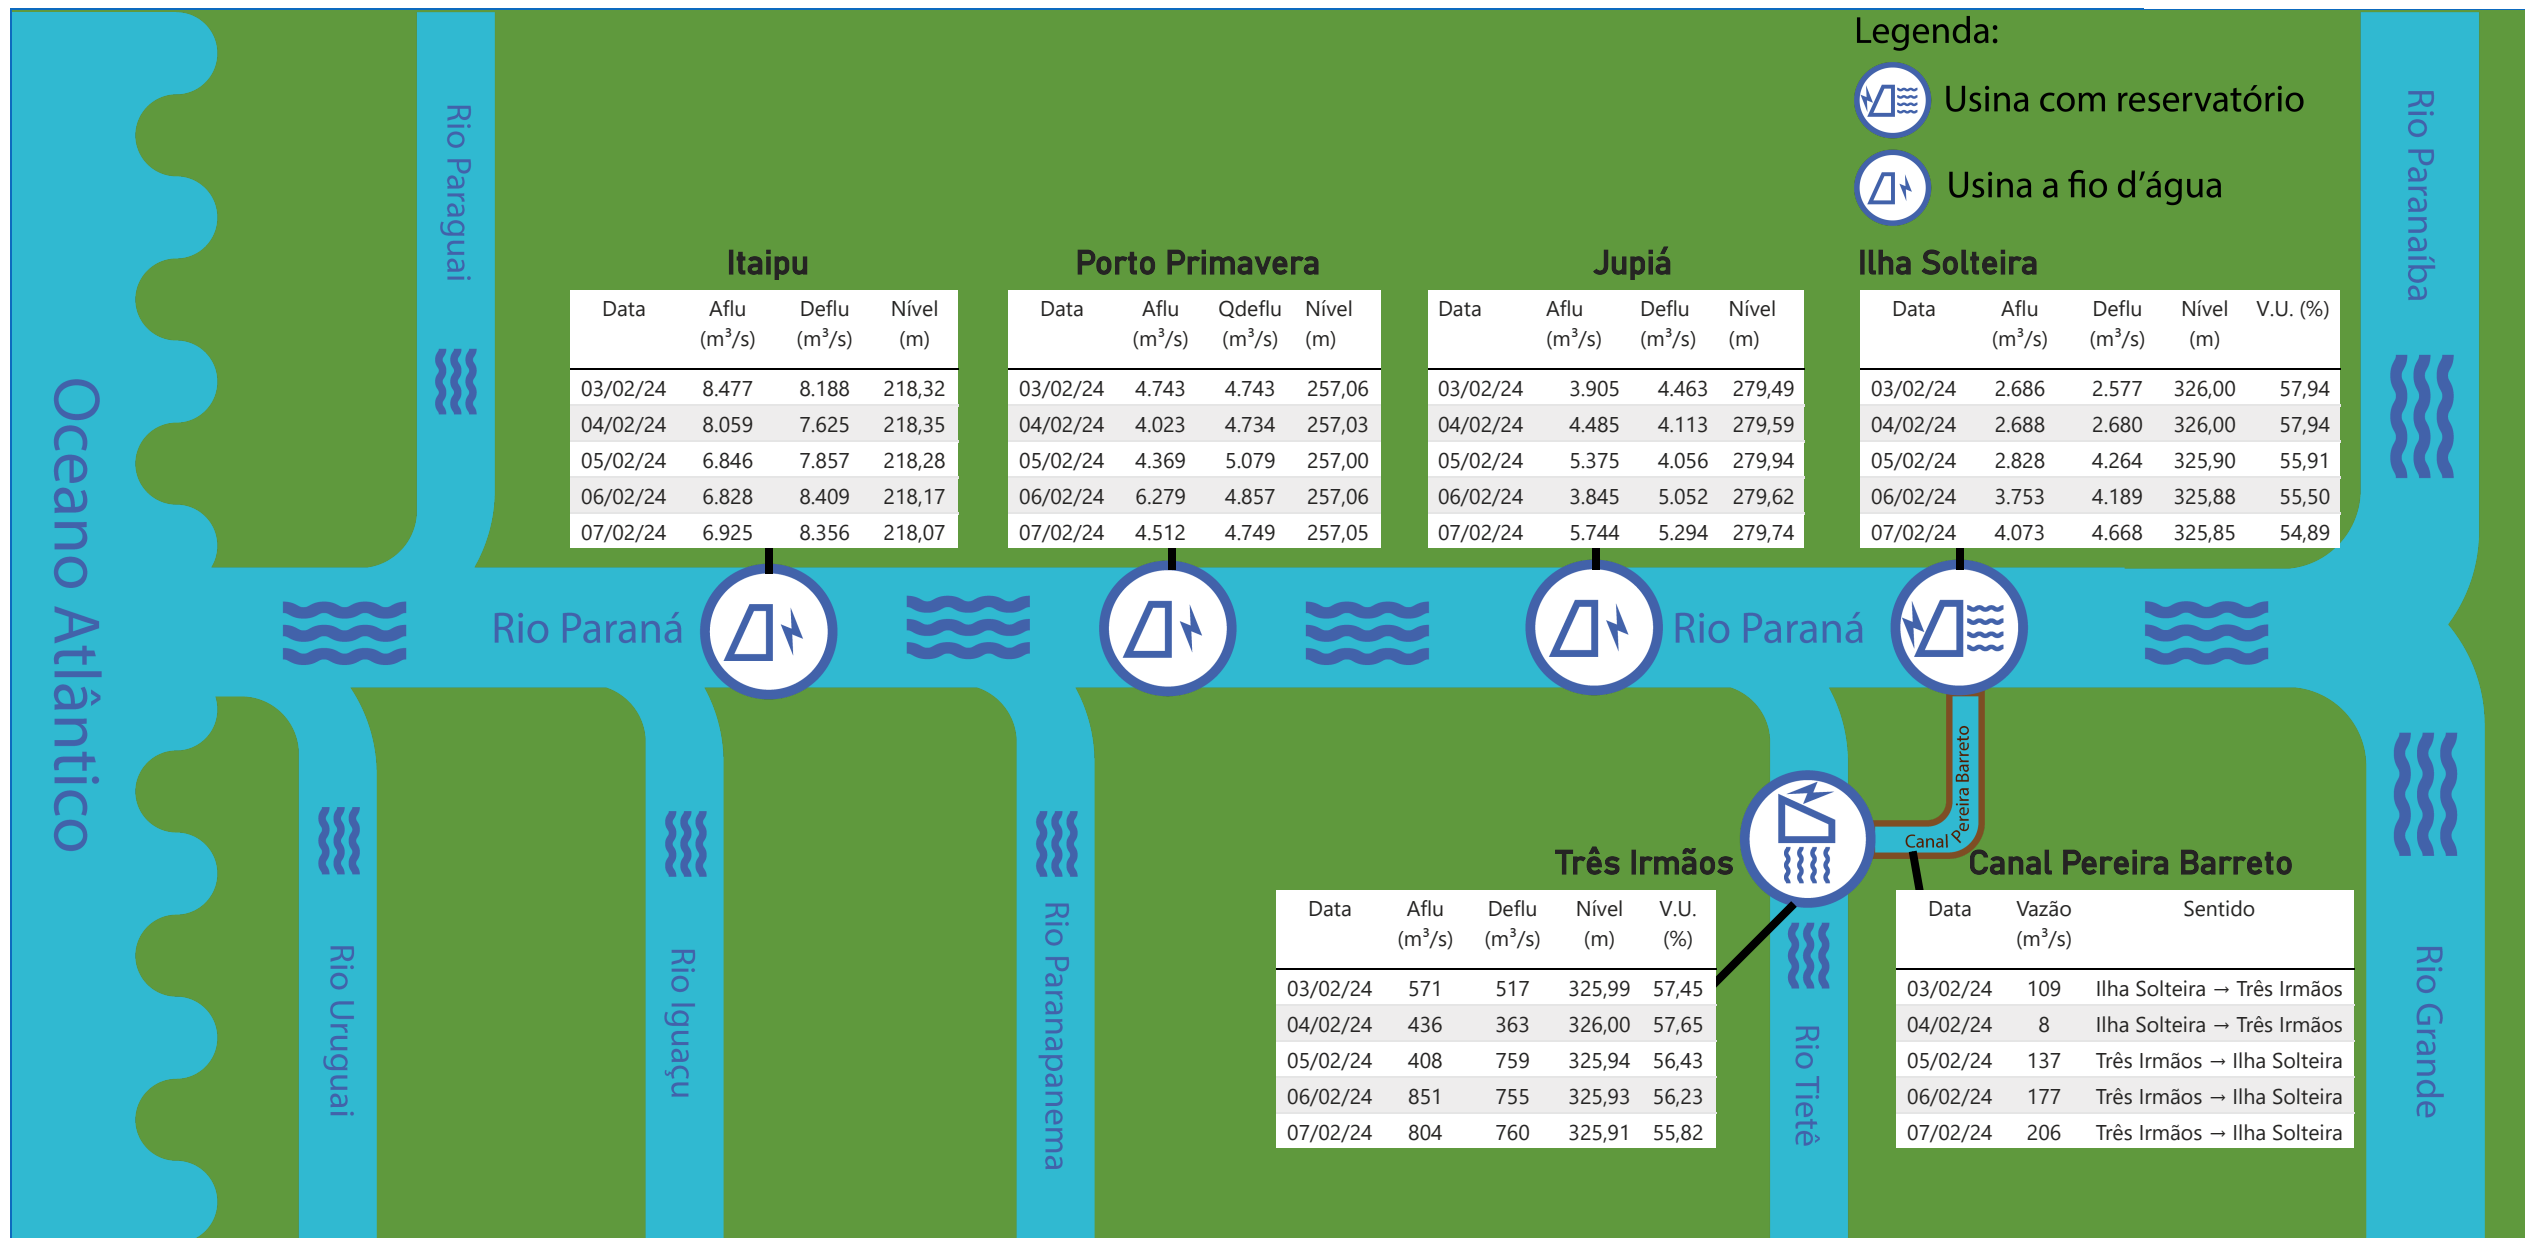 Legenda:
Usina com reservatório
Usina a fio d'água
Oceano Atlântico
Rio Paraguai
Rio Paranaíba
Itaipu
Data Aflu Deflu Nível
(m³/s) (m³/s) (m)
03/02/24 8.477 8.188 218,32
04/02/24 8.059 7.625 218,35
05/02/24 6.846 7.857 218,28
06/02/24 6.828 8.409 218,17
07/02/24 6.925 8.356 218,07
Porto Primavera
Data Aflu Qdeflu Nível
(m³/s) (m³/s) (m)
03/02/24 4.743 4.743 257,06
04/02/24 4.023 4.734 257,03
05/02/24 4.369 5.079 257,00
06/02/24 6.279 4.857 257,06
07/02/24 4.512 4.749 257,05
Jupiá
Data Aflu Deflu Nível
(m³/s) (m³/s) (m)
03/02/24 3.905 4.463 279,49
04/02/24 4.485 4.113 279,59
05/02/24 5.375 4.056 279,94
06/02/24 3.845 5.052 279,62
07/02/24 5.744 5.294 279,74
Ilha Solteira
Data Aflu Deflu Nível V.U. (%)
(m³/s) (m³/s) (m)
03/02/24 2.686 2.577 326,00 57,94
04/02/24 2.688 2.680 326,00 57,94
05/02/24 2.828 4.264 325,90 55,91
06/02/24 3.753 4.189 325,88 55,50
07/02/24 4.073 4.668 325,85 54,89
Rio Paraná
Rio Paraná
Canal Pereira Barreto
Três Irmãos
Data Aflu Deflu Nível V.U.
(m³/s) (m³/s) (m) (%)
03/02/24 571 517 325,99 57,45
04/02/24 436 363 326,00 57,65
05/02/24 408 759 325,94 56,43
06/02/24 851 755 325,93 56,23
07/02/24 804 760 325,91 55,82
Canal Pereira Barreto
Data Vazão Sentido
(m³/s)
03/02/24 109 Ilha Solteira → Três Irmãos
04/02/24 8 Ilha Solteira → Três Irmãos
05/02/24 137 Três Irmãos → Ilha Solteira
06/02/24 177 Três Irmãos → Ilha Solteira
07/02/24 206 Três Irmãos → Ilha Solteira
Rio Uruguai
Rio Iguaçu
Rio Paranapanema
Rio Tietê
Rio Grande